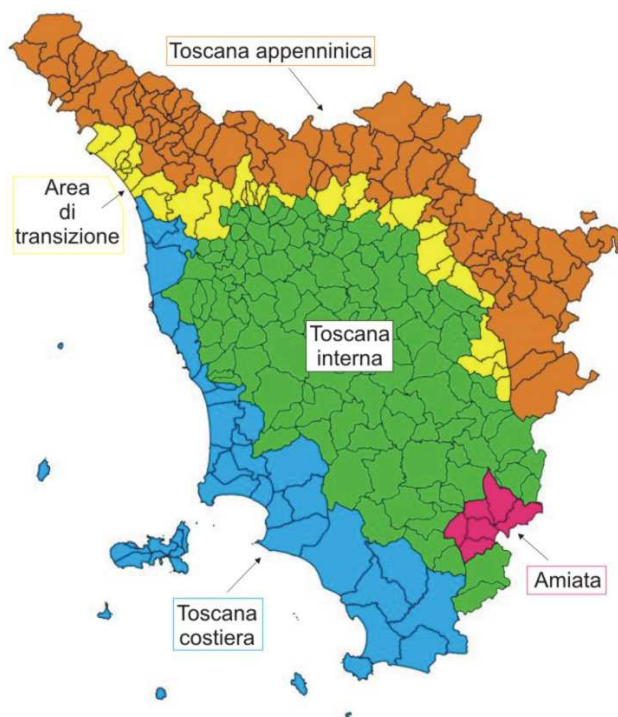 Toscana appenninica
Area
di
transizione
Toscana
interna
Amiata
Toscana
costiera